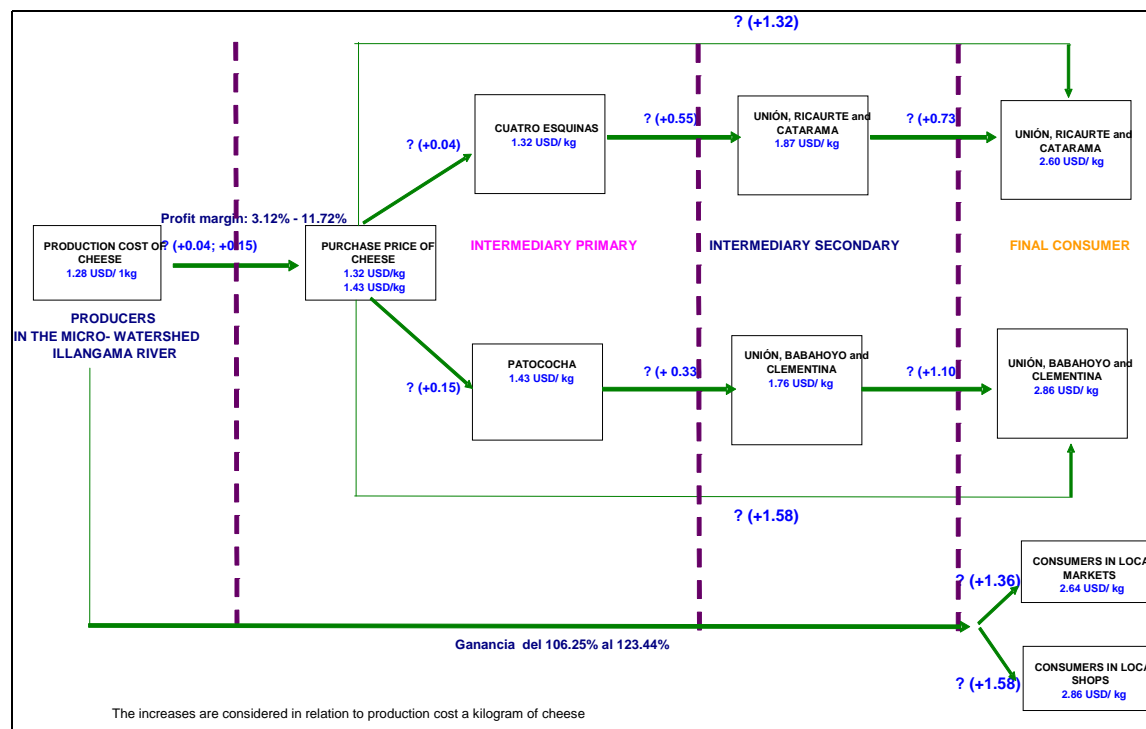 ? (+1.32)
CUATRO ESQUINAS
1.32 USD/ kg
? (+0.55)
UNIÓN, RICAURTE and
CATARAMA
1.87 USD/ kg
? (+0.73
UNIÓN, RICAURTE and
CATARAMA
2.60 USD/ kg
? (+0.04)
Profit margin: 3.12% - 11.72%
PRODUCTION COST OF
CHEESE
1.28 USD/ 1kg
? (+0.04; +0.15)
PURCHASE PRICE OF
CHEESE
1.32 USD/kg
1.43 USD/kg
INTERMEDIARY PRIMARY
INTERMEDIARY SECONDARY
FINAL CONSUMER
PRODUCERS
IN THE MICRO- WATERSHED
ILLANGAMA RIVER
? (+0.15)
PATOCOCHA
1.43 USD/ kg
? (+ 0.33
UNIÓN, BABAHOYO and
CLEMENTINA
1.76 USD/ kg
? (+1.10
UNIÓN, BABAHOYO and
CLEMENTINA
2.86 USD/ kg
? (+1.58)
CONSUMERS IN LOCA
MARKETS
2.64 USD/ kg
? (+1.36)
Ganancia del 106.25% al 123.44%
CONSUMERS IN LOCA
SHOPS
2.86 USD/ kg
? (+1.58)
The increases are considered in relation to production cost a kilogram of cheese